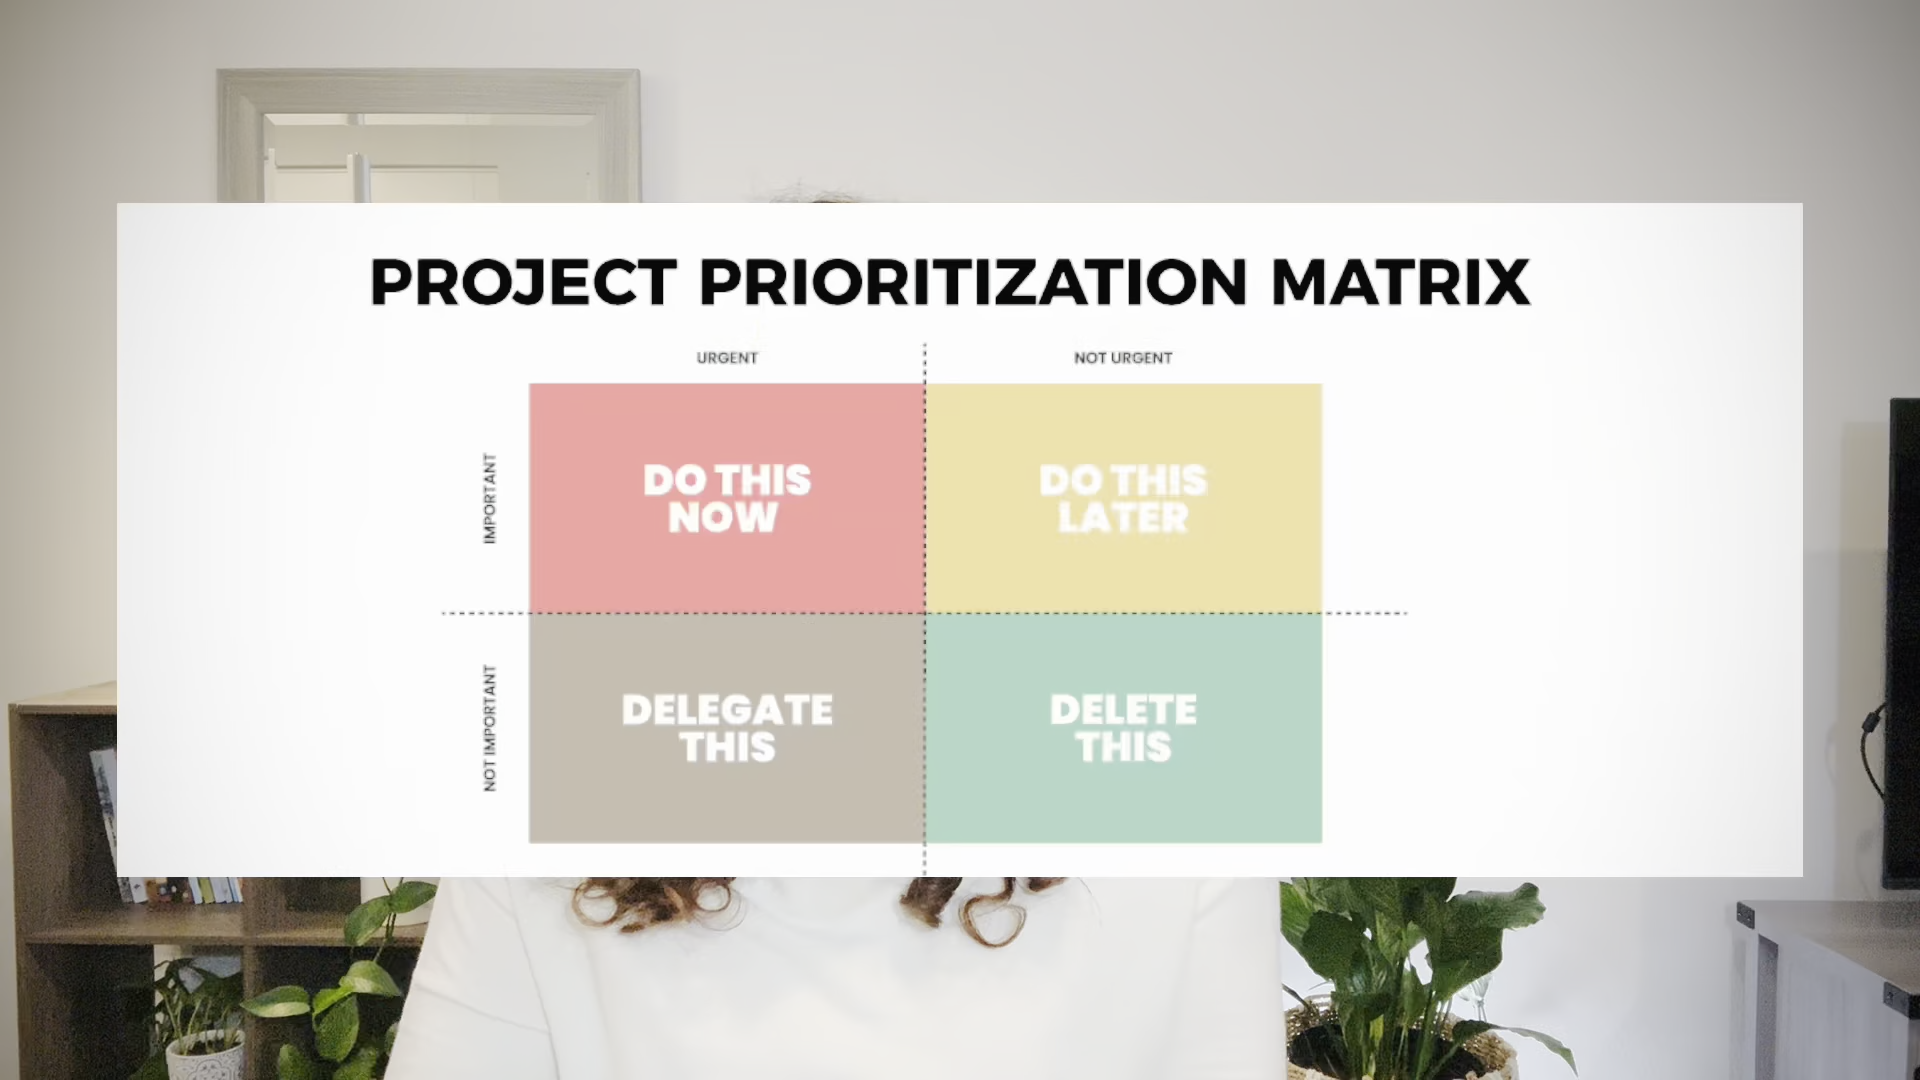 PROJECT PRIORITIZATION MATRIX
URGENT
NOT URGENT
IMPORTANT
DO THIS
NOW
DO THIS
LATER
NOT IMPORTANT
DELEGATE
THIS
DELETE
THIS